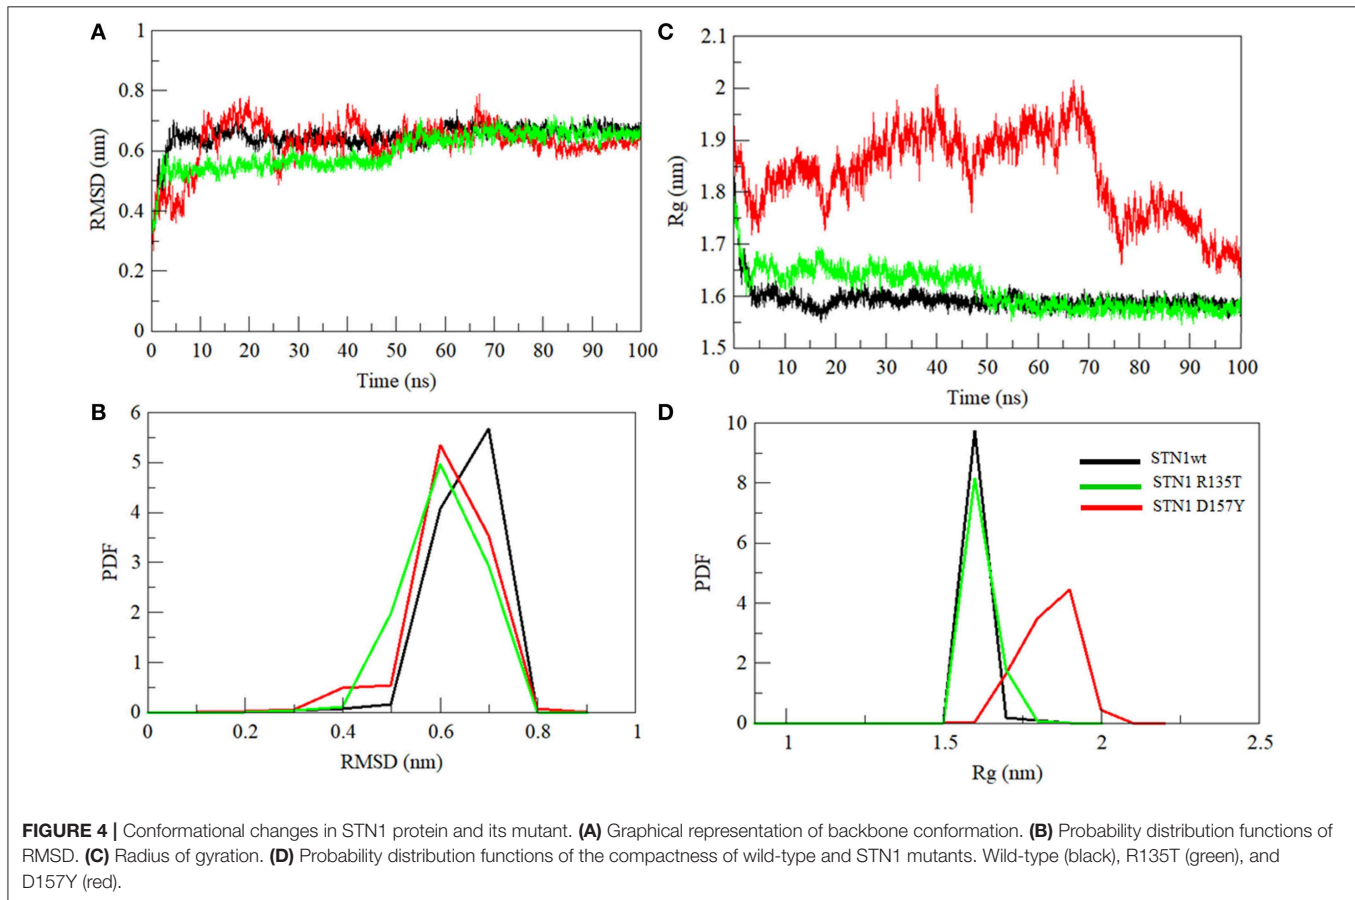 A
1
0.8
0.6
0.4
0.2
0
RMSD (nm)
0 10 20 30 40 50 60 70 80 90 100
Time (ns)
C
2.1
2
1.9
1.8
1.7
1.6
1.5
Rg (nm)
0 10 20 30 40 50 60 70 80 90 100
Time (ns)
B
6
5
4
3
2
1
0
PDF
0 0.2 0.4 0.6 0.8 1
RMSD (nm)
D
10
8
6
4
2
0
PDF
STN1wt
STN1 R135T
STN1 D157Y
1 1.5 2 2.5
Rg (nm)
FIGURE 4 | Conformational changes in STN1 protein and its mutant. (A) Graphical representation of backbone conformation. (B) Probability distribution functions of
RMSD. (C) Radius of gyration. (D) Probability distribution functions of the compactness of wild-type and STN1 mutants. Wild-type (black), R135T (green), and
D157Y (red).